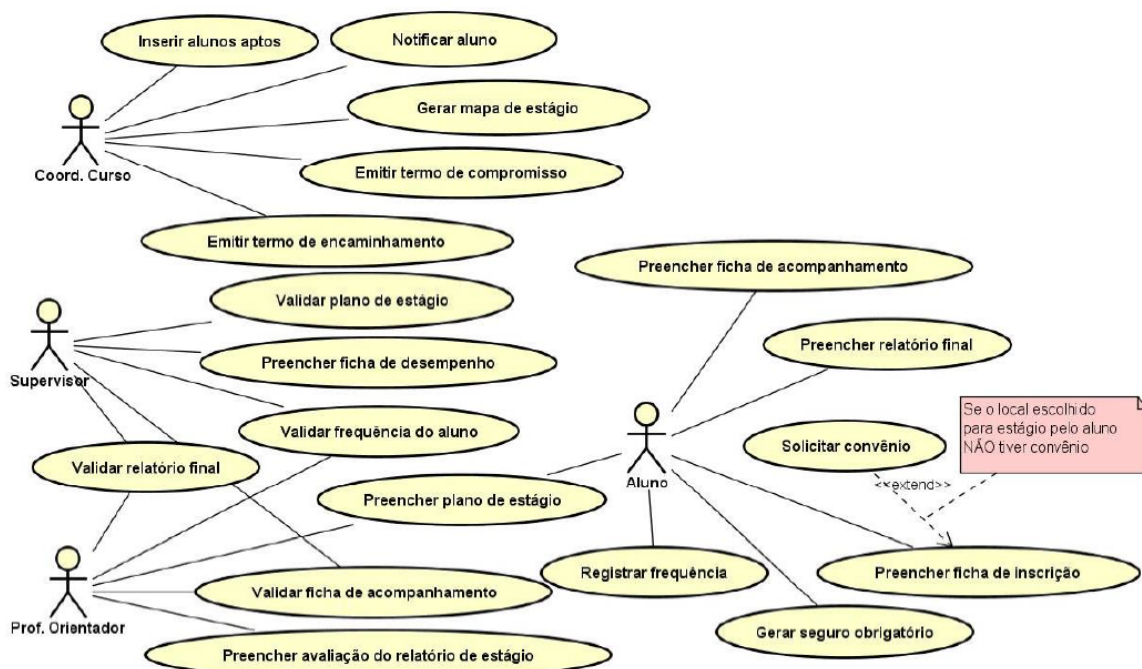 Inserir alunos aptos
Notificar aluno
Gerar mapa de estágio
Coord. Curso
Emitir termo de compromisso
Emitir termo de encaminhamento
Preencher ficha de acompanhamento
Validar plano de estágio
Preencher relatório final
Preencher ficha de desempenho
Supervisor
Se o local escolhido
para estágio pelo aluno
NÃO tiver convênio
Validar frequência do aluno
Solicitar convênio
Validar relatório final
Aluno
<<extend>>
Preencher plano de estágio
Registrar frequência
Preencher ficha de inscrição
Validar ficha de acompanhamento
Prof. Orientador
Gerar seguro obrigatório
Preencher avaliação do relatório de estágio